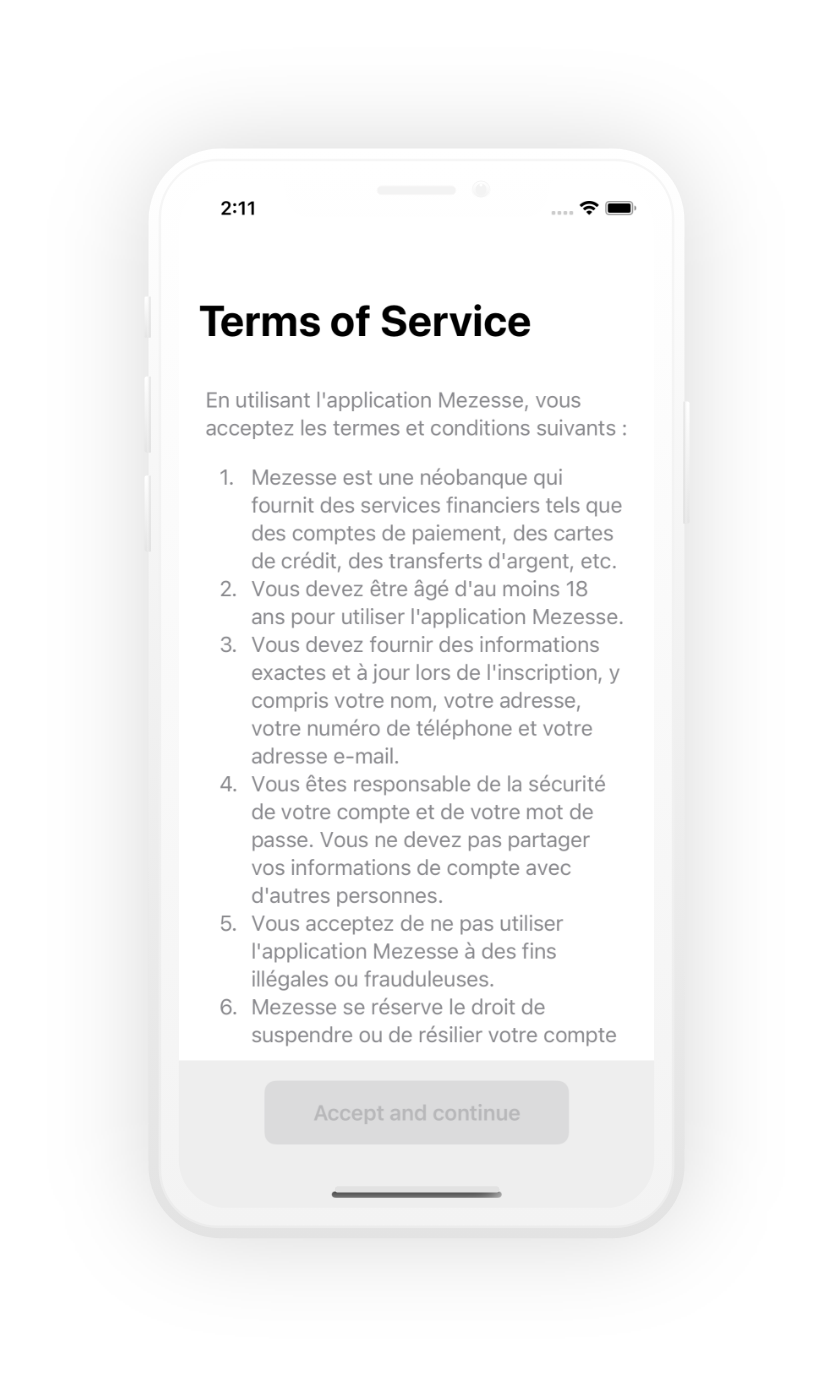 2:11
Terms of Service
En utilisant l'application Mezesse, vous
acceptez les termes et conditions suivants :
1. Mezesse est une néobanque qui
fournit des services financiers tels que
des comptes de paiement, des cartes
de crédit, des transferts d'argent, etc.
2. Vous devez être âgé d'au moins 18
ans pour utiliser l'application Mezesse.
3. Vous devez fournir des informations
exactes et à jour lors de l'inscription, y
compris votre nom, votre adresse,
votre numéro de téléphone et votre
adresse e-mail.
4. Vous êtes responsable de la sécurité
de votre compte et de votre mot de
passe. Vous ne devez pas partager
vos informations de compte avec
d'autres personnes.
5. Vous acceptez de ne pas utiliser
l'application Mezesse à des fins
illégales ou frauduleuses.
6. Mezesse se réserve le droit de
suspendre ou de résilier votre compte
Accept and continue